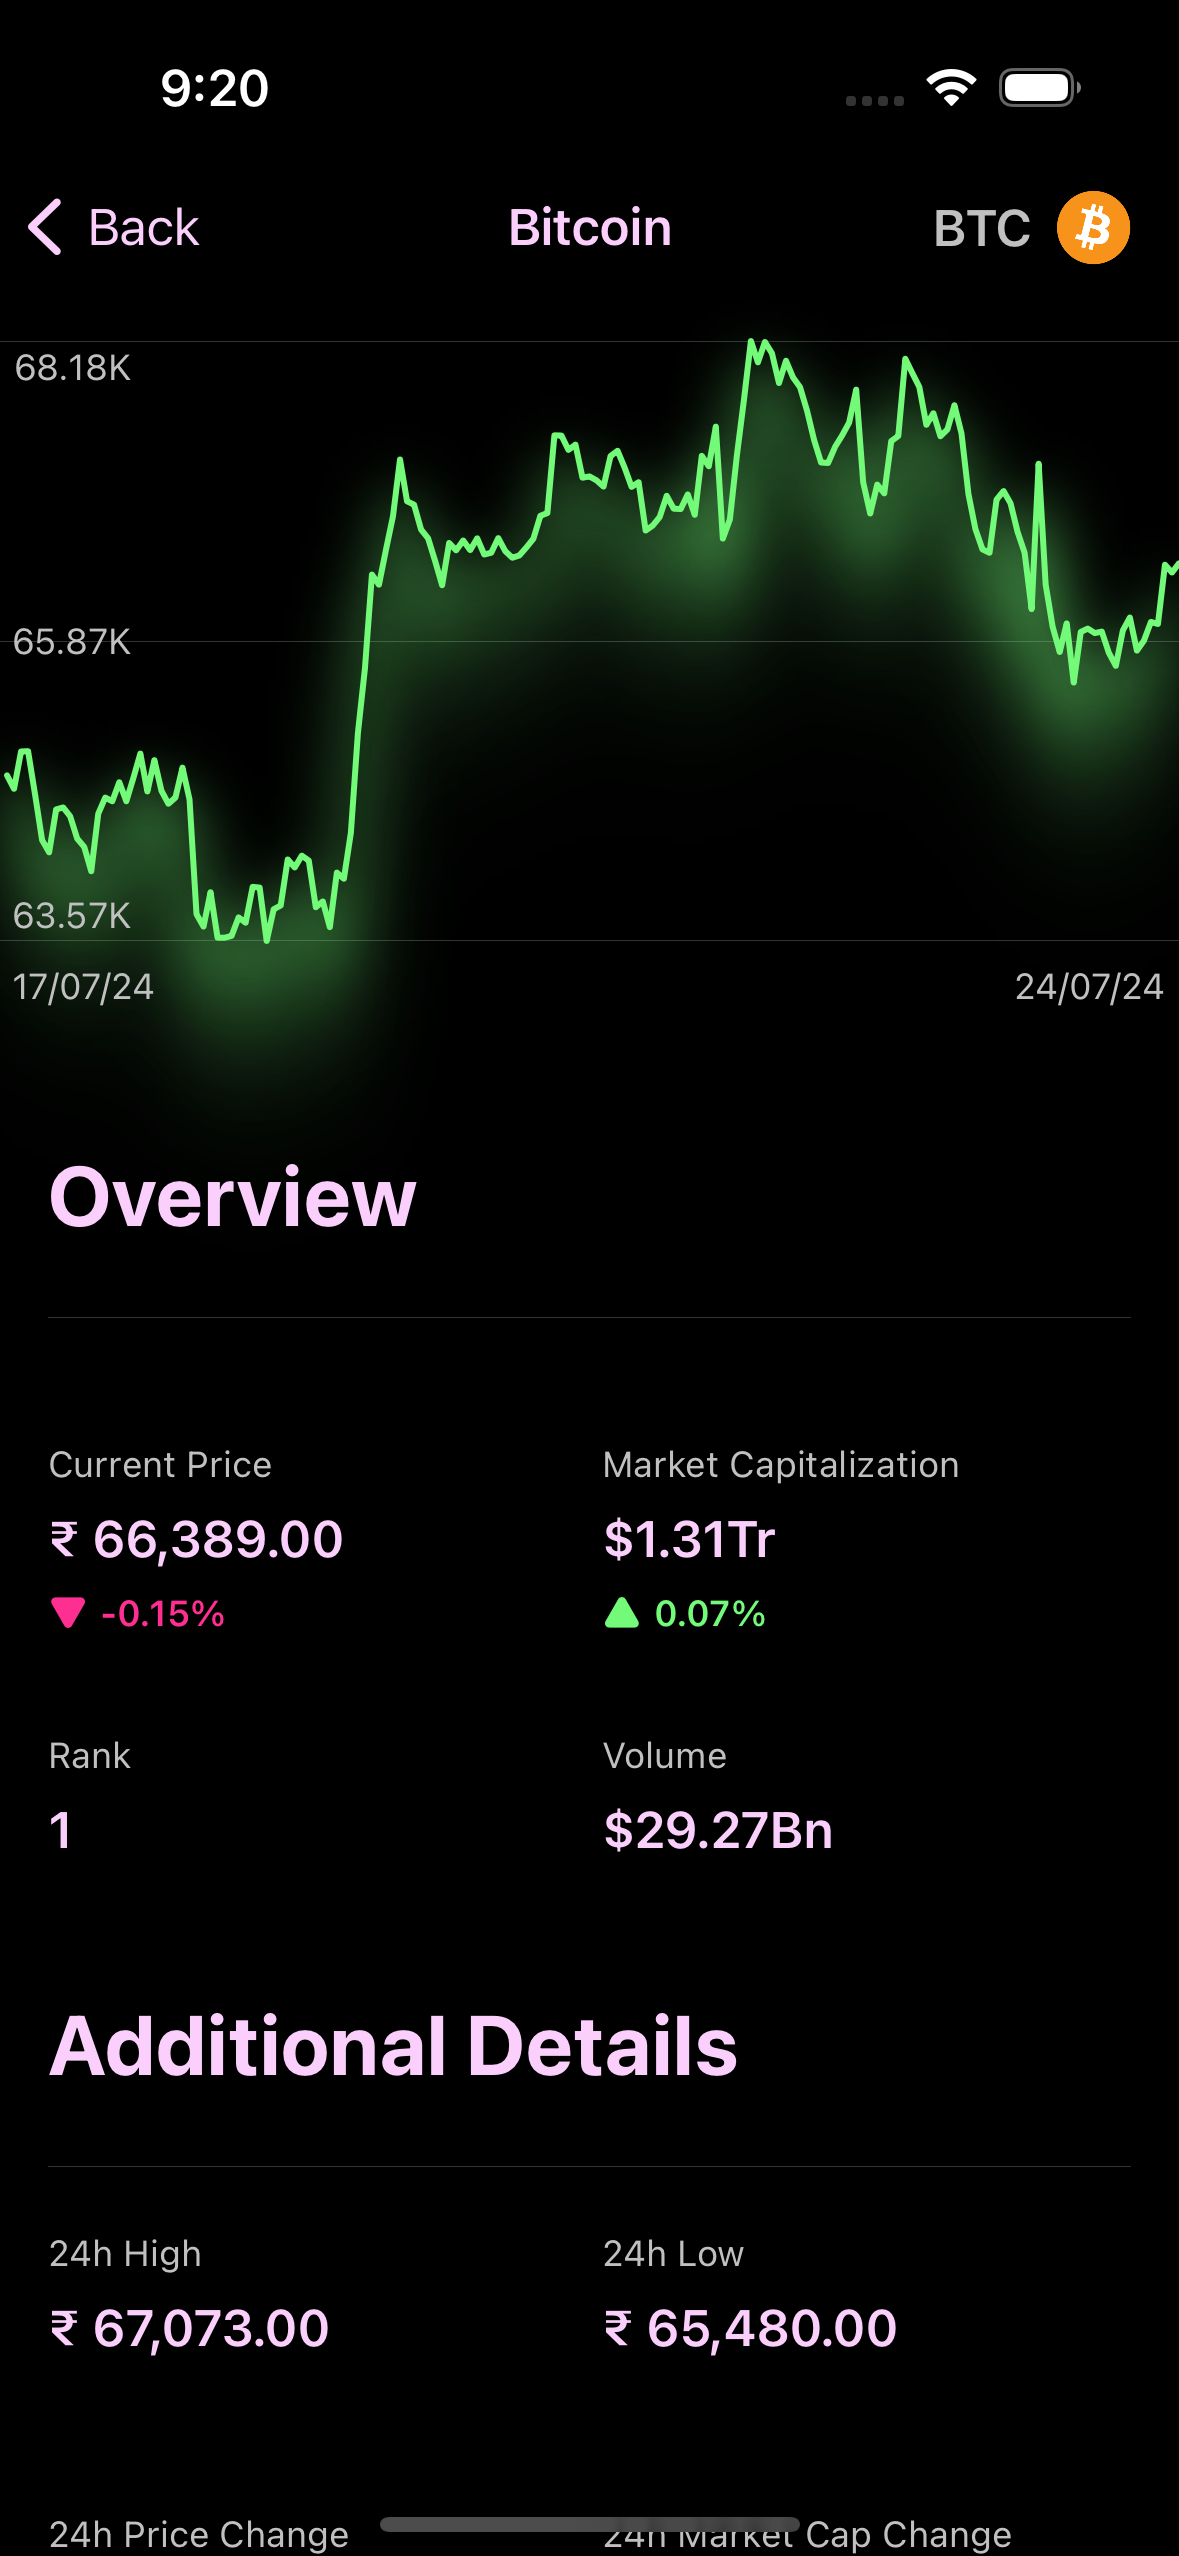 9:20
Back
Bitcoin
BTC
68.18K
65.87K
63.57K
17/07/24
24/07/24
Overview
Current Price
Market Capitalization
₹ 66,389.00
$1.31Tr
-0.15%
0.07%
Rank
Volume
1
$29.27Bn
Additional Details
24h High
24h Low
₹ 67,073.00
₹ 65,480.00
24h Price Change
24h Market Cap Change